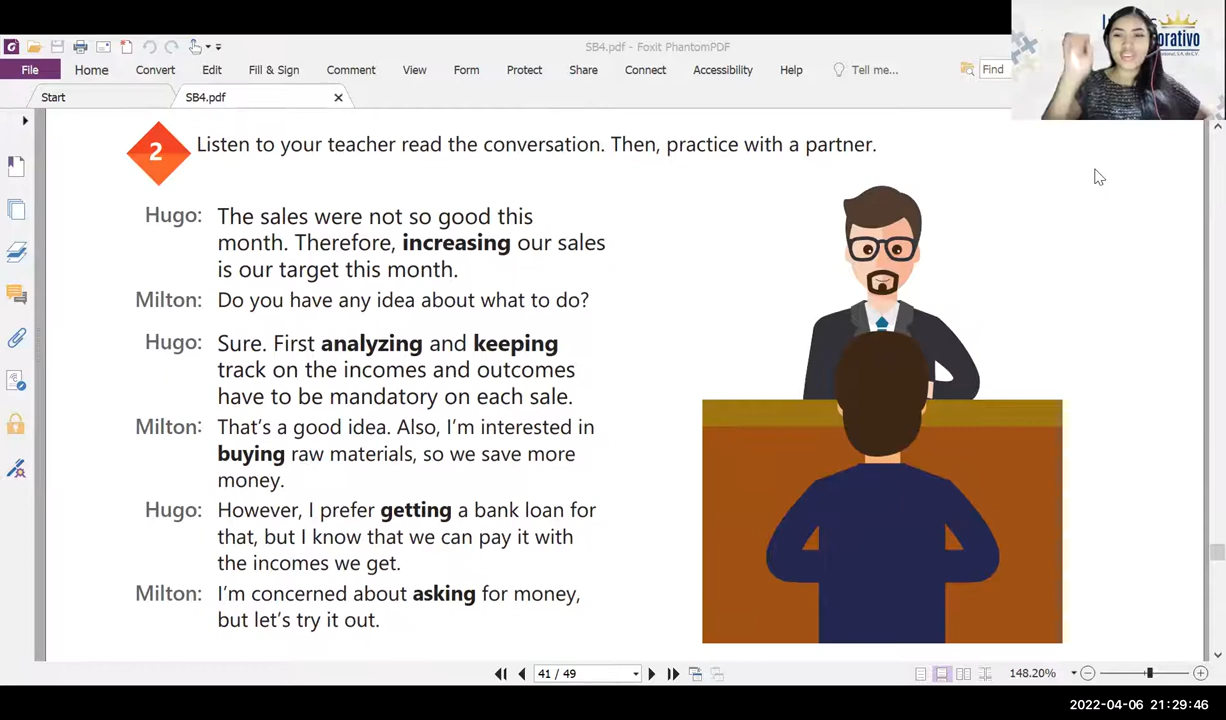 SB4.pdf - Foxit PhantomPDF
File Home Convert Edit Fill & Sign Comment View Form Protect Share Connect Accessibility Help Tell me... Find
Start SB4.pdf
orativo
2 Listen to your teacher read the conversation. Then, practice with a partner.
Hugo: The sales were not so good this
month. Therefore, increasing our sales
is our target this month.
Milton: Do you have any idea about what to do?
Hugo: Sure. First analyzing and keeping
track on the incomes and outcomes
have to be mandatory on each sale.
Milton: That's a good idea. Also, I'm interested in
buying raw materials, so we save more
money.
Hugo: However, I prefer getting a bank loan for
that, but I know that we can pay it with
the incomes we get.
Milton: I'm concerned about asking for money,
but let's try it out.
41 / 49
148.20%
2022-04-06 21:29:46